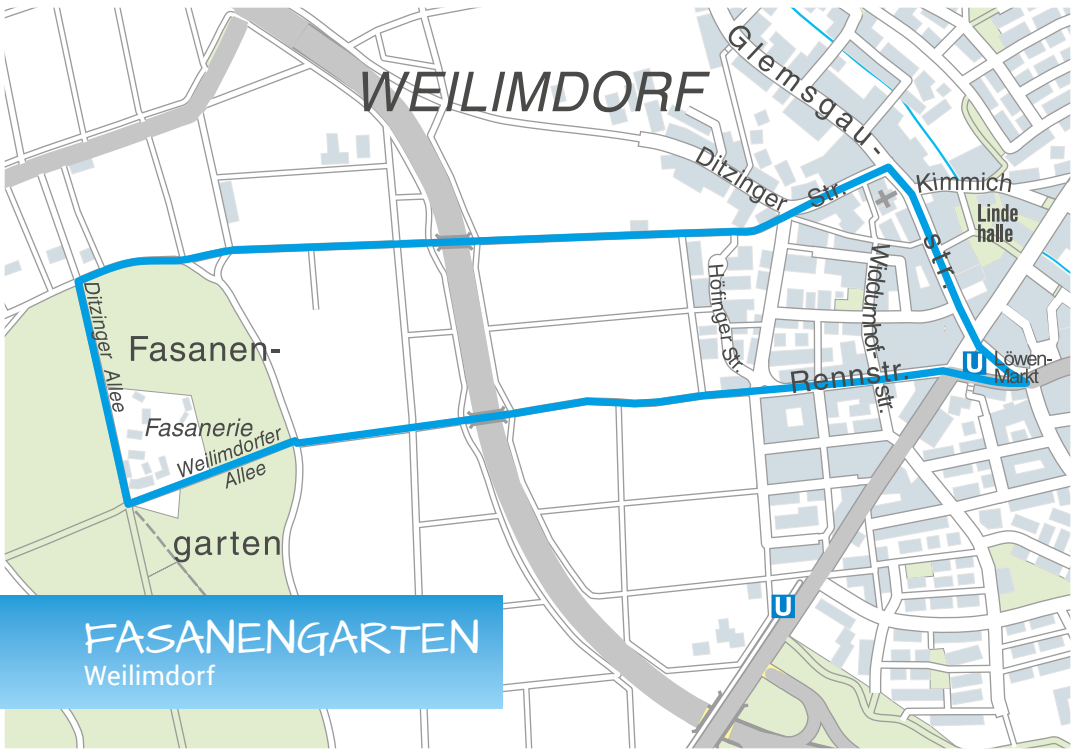 WEILIMDORF
Glemsgau-
Ditzinger Str.
Kimmich
str.
Linde
halle
Widdumhof-
str.
Höfinger Str.
Ditzinger Allee
Fasanen-
Fasanerie
Weilimdorfer
Allee
garten
Rennstr.
U
Löwen-
Markt
U
FASANENGARTEN
Weilimdorf